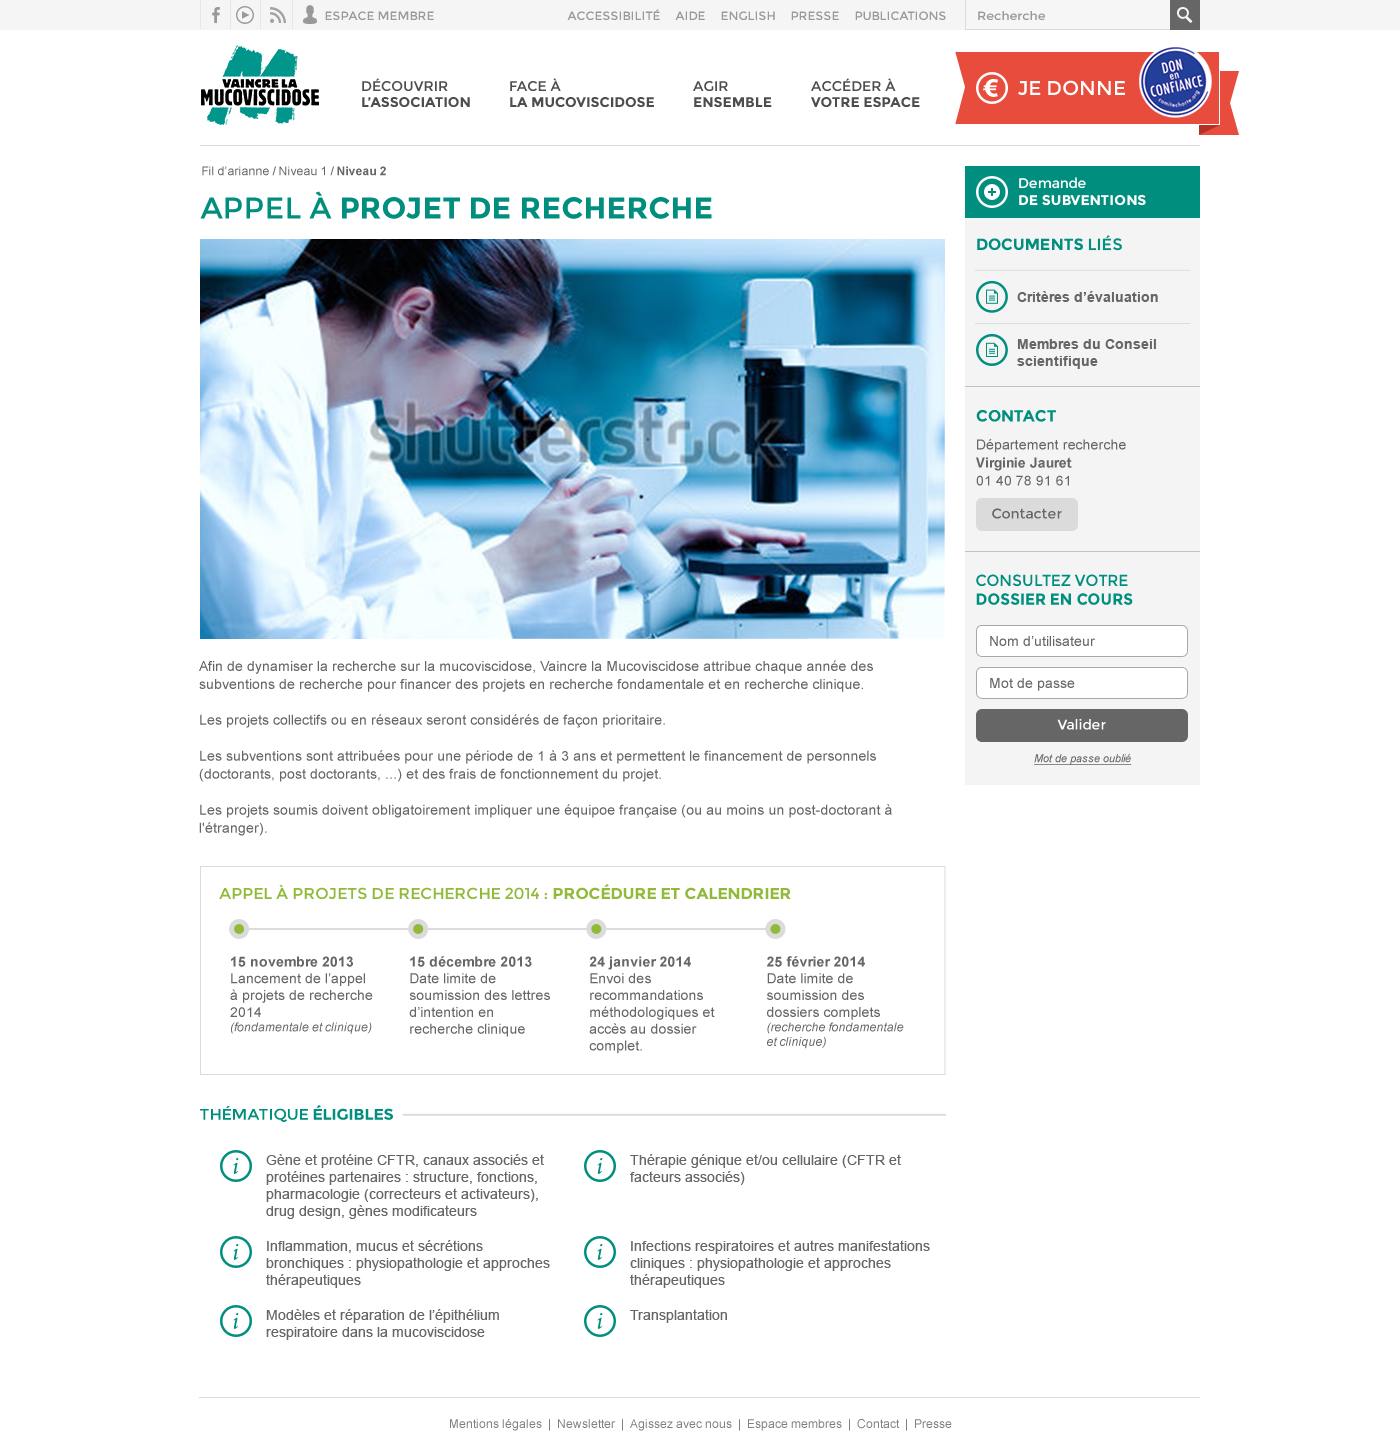 ESPACE MEMBRE
ACCESSIBILITÉ AIDE ENGLISH PRESSE PUBLICATIONS
Recherche
VAINCRE LA
MUCOVISCIDOSE
DÉCOUVRIR
L'ASSOCIATION
FACE À
LA MUCOVISCIDOSE
AGIR
ENSEMBLE
ACCÉDER À
VOTRE ESPACE
€ JE DONNE
DON
en
CONFIANCE
comitecharte.org
Fil d'arianne / Niveau 1 / Niveau 2
APPEL À PROJET DE RECHERCHE
shutterstock
Afin de dynamiser la recherche sur la mucoviscidose, Vaincre la Mucoviscidose attribue chaque année des
subventions de recherche pour financer des projets en recherche fondamentale et en recherche clinique.
Les projets collectifs ou en réseaux seront considérés de façon prioritaire.
Les subventions sont attribuées pour une période de 1 à 3 ans et permettent le financement de personnels
(doctorants, post doctorants, ...) et des frais de fonctionnement du projet.
Les projets soumis doivent obligatoirement impliquer une équipoe française (ou au moins un post-doctorant à
l'étranger).
APPEL À PROJETS DE RECHERCHE 2014 : PROCÉDURE ET CALENDRIER
15 novembre 2013
Lancement de l'appel
à projets de recherche
2014
(fondamentale et clinique)
15 décembre 2013
Date limite de
soumission des lettres
d'intention en
recherche clinique
24 janvier 2014
Envoi des
recommandations
méthodologiques et
accès au dossier
complet.
25 février 2014
Date limite de
soumission des
dossiers complets
(recherche fondamentale
et clinique)
THÉMATIQUE ÉLIGIBLES
i Gène et protéine CFTR, canaux associés et
protéines partenaires : structure, fonctions,
pharmacologie (correcteurs et activateurs),
drug design, gènes modificateurs
i Thérapie génique et/ou cellulaire (CFTR et
facteurs associés)
i Inflammation, mucus et sécrétions
bronchiques : physiopathologie et approches
thérapeutiques
i Infections respiratoires et autres manifestations
cliniques : physiopathologie et approches
thérapeutiques
i Modèles et réparation de l'épithélium
respiratoire dans la mucoviscidose
i Transplantation
Demande
DE SUBVENTIONS
DOCUMENTS LIÉS
Critères d'évaluation
Membres du Conseil
scientifique
CONTACT
Département recherche
Virginie Jauret
01 40 78 91 61
Contacter
CONSULTEZ VOTRE
DOSSIER EN COURS
Nom d'utilisateur
Mot de passe
Valider
Mot de passe oublié
Mentions légales | Newsletter | Agissez avec nous | Espace membres | Contact | Presse